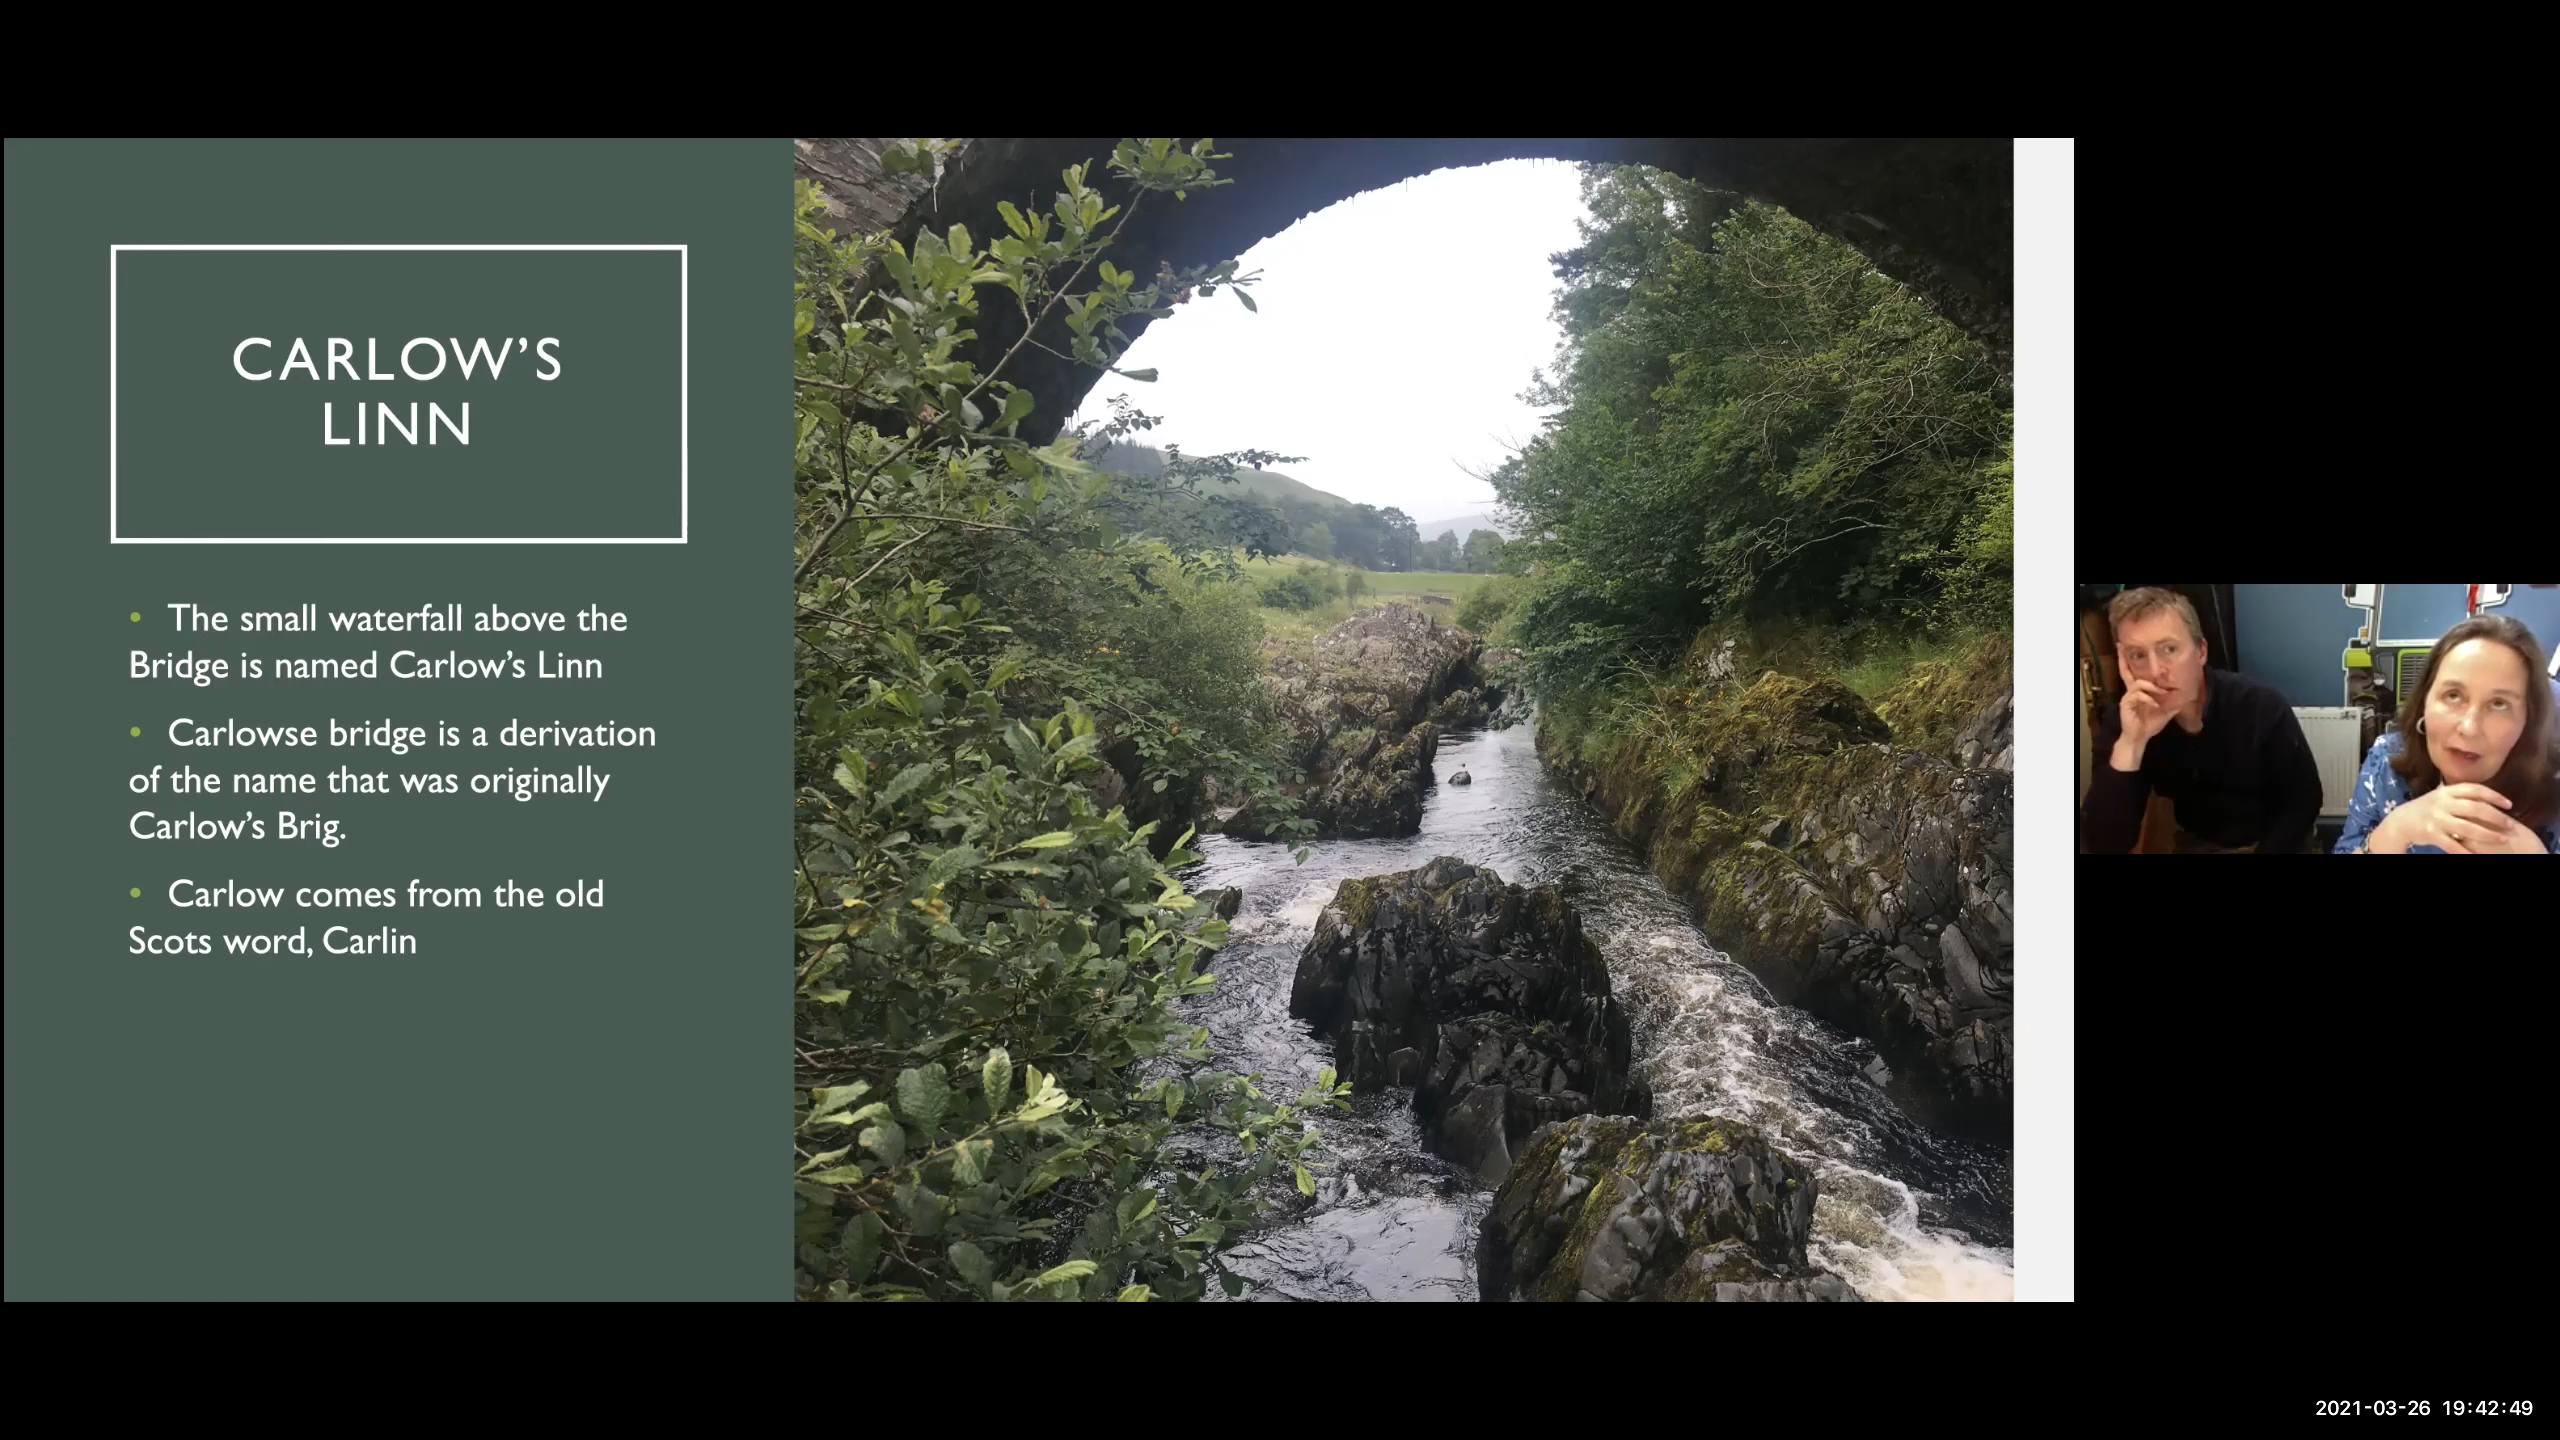 CARLOW’S
LINN
• The small waterfall above the
Bridge is named Carlow’s Linn
• Carlowse bridge is a derivation
of the name that was originally
Carlow’s Brig.
• Carlow comes from the old
Scots word, Carlin
2021-03-26 19:42:49